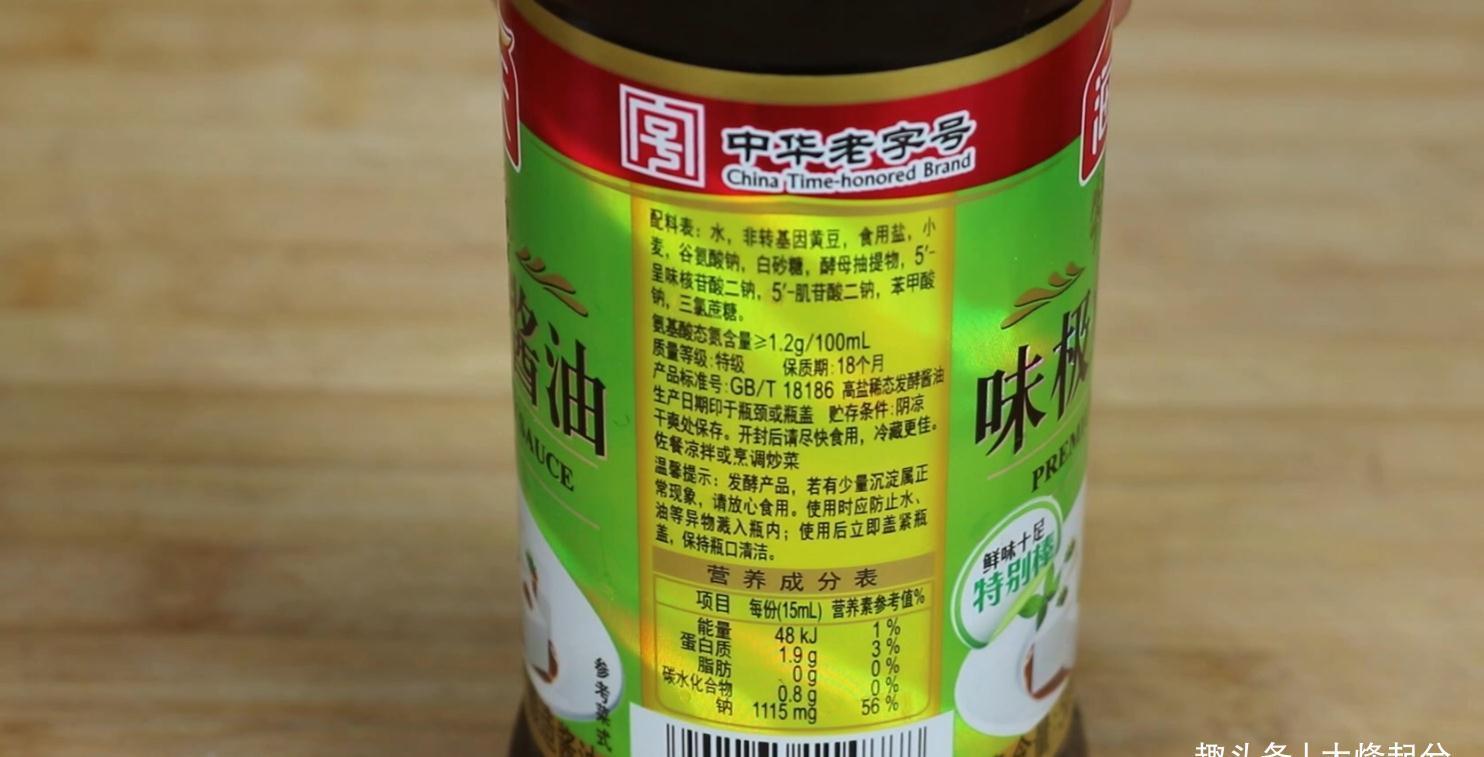 中华老字号
China Time-honored Brand
配料表：水，非转基因黄豆，食用盐，小
麦，谷氨酸钠，白砂糖，酵母抽提物，5′-
呈味核苷酸二钠，5′-肌苷酸二钠，苯甲酸
钠，三氯蔗糖。
氨基酸态氮含量≥1.2g/100mL
质量等级:特级 保质期:18个月
产品标准号:GB/T 18186 高盐稀态发酵酱油
生产日期印于瓶颈或瓶盖 贮存条件:阴凉
干爽处保存。开封后请尽快食用，冷藏更佳。
佐餐凉拌或烹调炒菜
温馨提示：发酵产品，若有少量沉淀属正
常现象，请放心食用。使用时应防止水、
油等异物溅入瓶内；使用后立即盖紧瓶
盖，保持瓶口清洁。
营养成分表
项目 每份(15mL) 营养素参考值%
能量 48 kJ 1 %
蛋白质 1.9 g 3 %
脂肪 0 g 0 %
碳水化合物 0.8 g 0 %
钠 1115 mg 56 %
酱油
SAUCE
参考菜式
味极
PRE
鲜味十足
特别棒